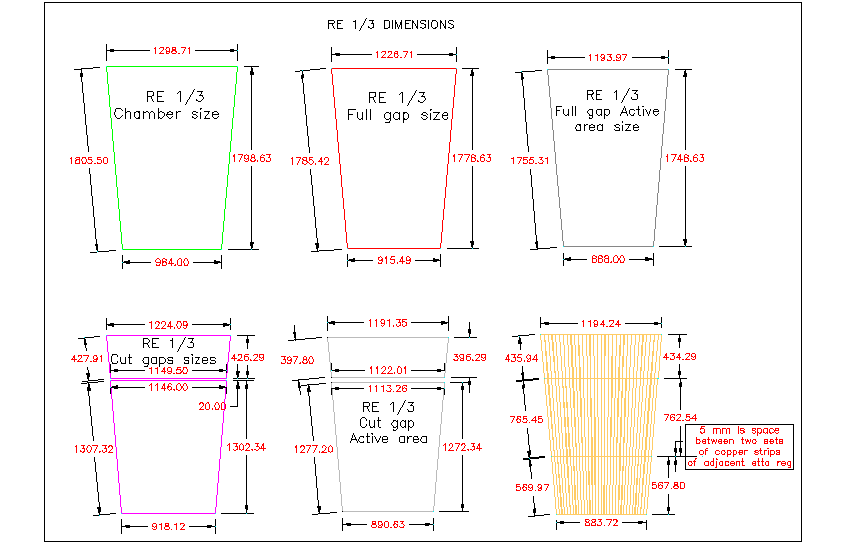 RE 1/3 DIMENSIONS
1298.71
RE 1/3
Chamber size
1805.50
1798.63
984.00
1226.71
RE 1/3
Full gap size
1785.42
1778.63
915.49
1193.97
RE 1/3
Full gap Active
area size
1755.31
1748.63
888.00
1224.09
RE 1/3
Cut gaps sizes
427.91
426.29
1149.50
1146.00
20.00
1307.32
1302.34
918.12
1191.35
397.80
396.29
1122.01
1113.26
RE 1/3
Cut gap
Active area
1277.20
1272.34
890.63
1194.24
435.94
434.29
765.45
762.54
5 mm is space
between two sets
of copper strips
of adjacent etta reg
569.97
567.80
883.72